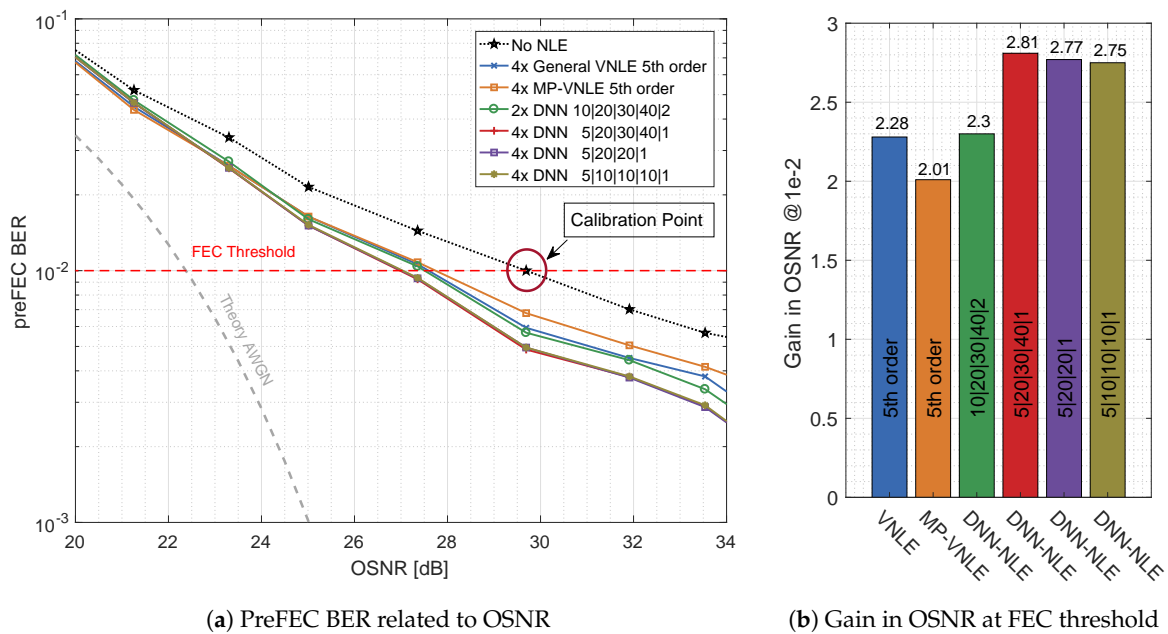 10^-1
10^-2
10^-3
preFEC BER
20
22
24
26
28
30
32
34
OSNR [dB]
No NLE
4x General VNLE 5th order
4x MP-VNLE 5th order
2x DNN 10|20|30|40|2
4x DNN 5|20|30|40|1
4x DNN 5|20|20|1
4x DNN 5|10|10|10|1
Calibration Point
FEC Threshold
Theory AWGN
(a) PreFEC BER related to OSNR
Gain in OSNR @1e-2
3
2.5
2
1.5
1
0.5
0
2.28
2.01
2.3
2.81
2.77
2.75
5th order
5th order
10|20|30|40|2
5|20|30|40|1
5|20|20|1
5|10|10|10|1
VNLE
MP-VNLE
DNN-NLE
DNN-NLE
DNN-NLE
DNN-NLE
(b) Gain in OSNR at FEC threshold